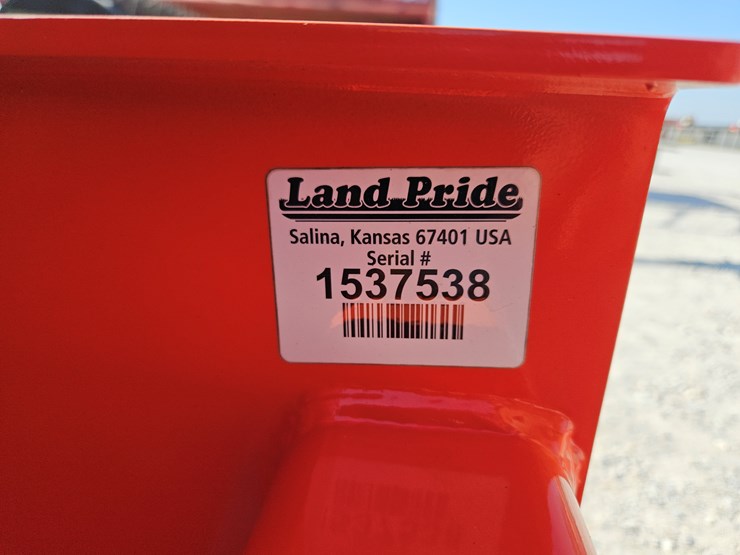 Land Pride
Salina, Kansas 67401 USA
Serial #
1537538